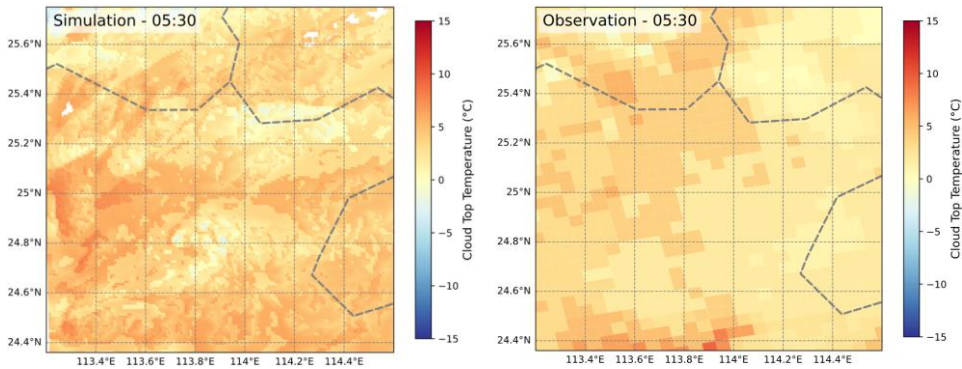 Simulation - 05:30
25.6°N
25.4°N
25.2°N
25°N
24.8°N
24.6°N
24.4°N
113.4°E 113.6°E 113.8°E 114°E 114.2°E 114.4°E
15
10
5
0
−5
−10
−15
Cloud Top Temperature (°C)
Observation - 05:30
25.6°N
25.4°N
25.2°N
25°N
24.8°N
24.6°N
24.4°N
113.4°E 113.6°E 113.8°E 114°E 114.2°E 114.4°E
15
10
5
0
−5
−10
−15
Cloud Top Temperature (°C)